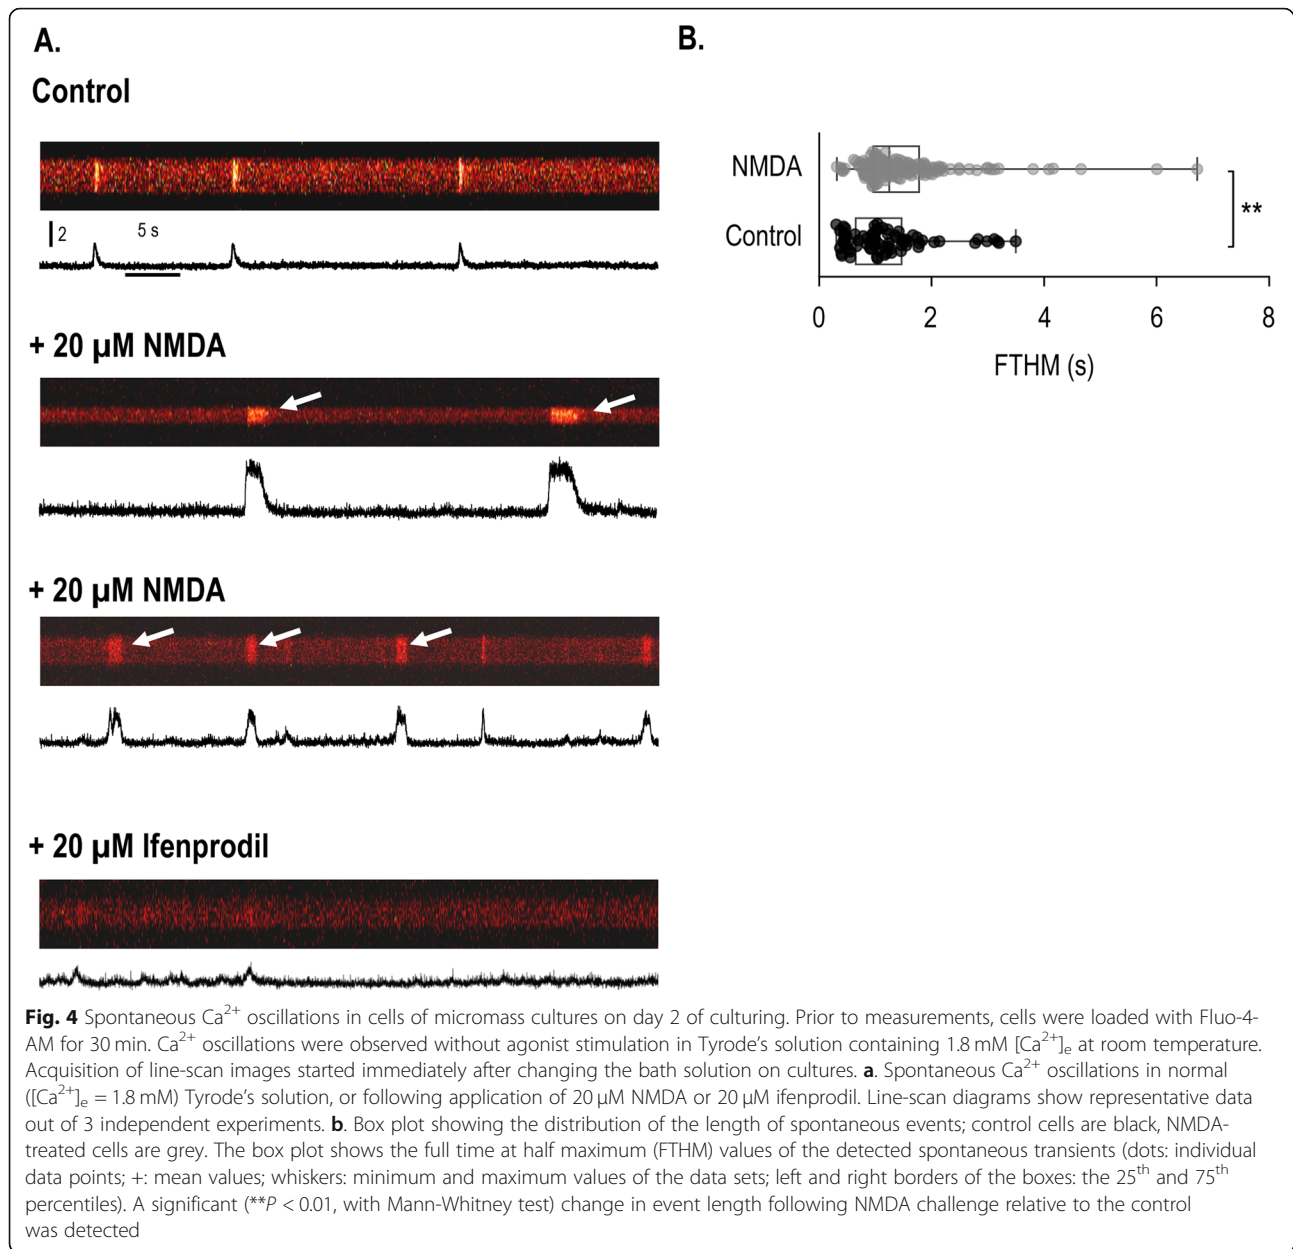 A.
Control
2
5 s
+ 20 µM NMDA
+ 20 µM NMDA
+ 20 µM Ifenprodil
B.
NMDA
Control
**
0 2 4 6 8
FTHM (s)
Fig. 4 Spontaneous Ca²⁺ oscillations in cells of micromass cultures on day 2 of culturing. Prior to measurements, cells were loaded with Fluo-4-
AM for 30 min. Ca²⁺ oscillations were observed without agonist stimulation in Tyrode's solution containing 1.8 mM [Ca²⁺]ₑ at room temperature.
Acquisition of line-scan images started immediately after changing the bath solution on cultures. a. Spontaneous Ca²⁺ oscillations in normal
([Ca²⁺]ₑ = 1.8 mM) Tyrode's solution, or following application of 20 µM NMDA or 20 µM ifenprodil. Line-scan diagrams show representative data
out of 3 independent experiments. b. Box plot showing the distribution of the length of spontaneous events; control cells are black, NMDA-
treated cells are grey. The box plot shows the full time at half maximum (FTHM) values of the detected spontaneous transients (dots: individual
data points; +: mean values; whiskers: minimum and maximum values of the data sets; left and right borders of the boxes: the 25th and 75th
percentiles). A significant (**P < 0.01, with Mann-Whitney test) change in event length following NMDA challenge relative to the control
was detected